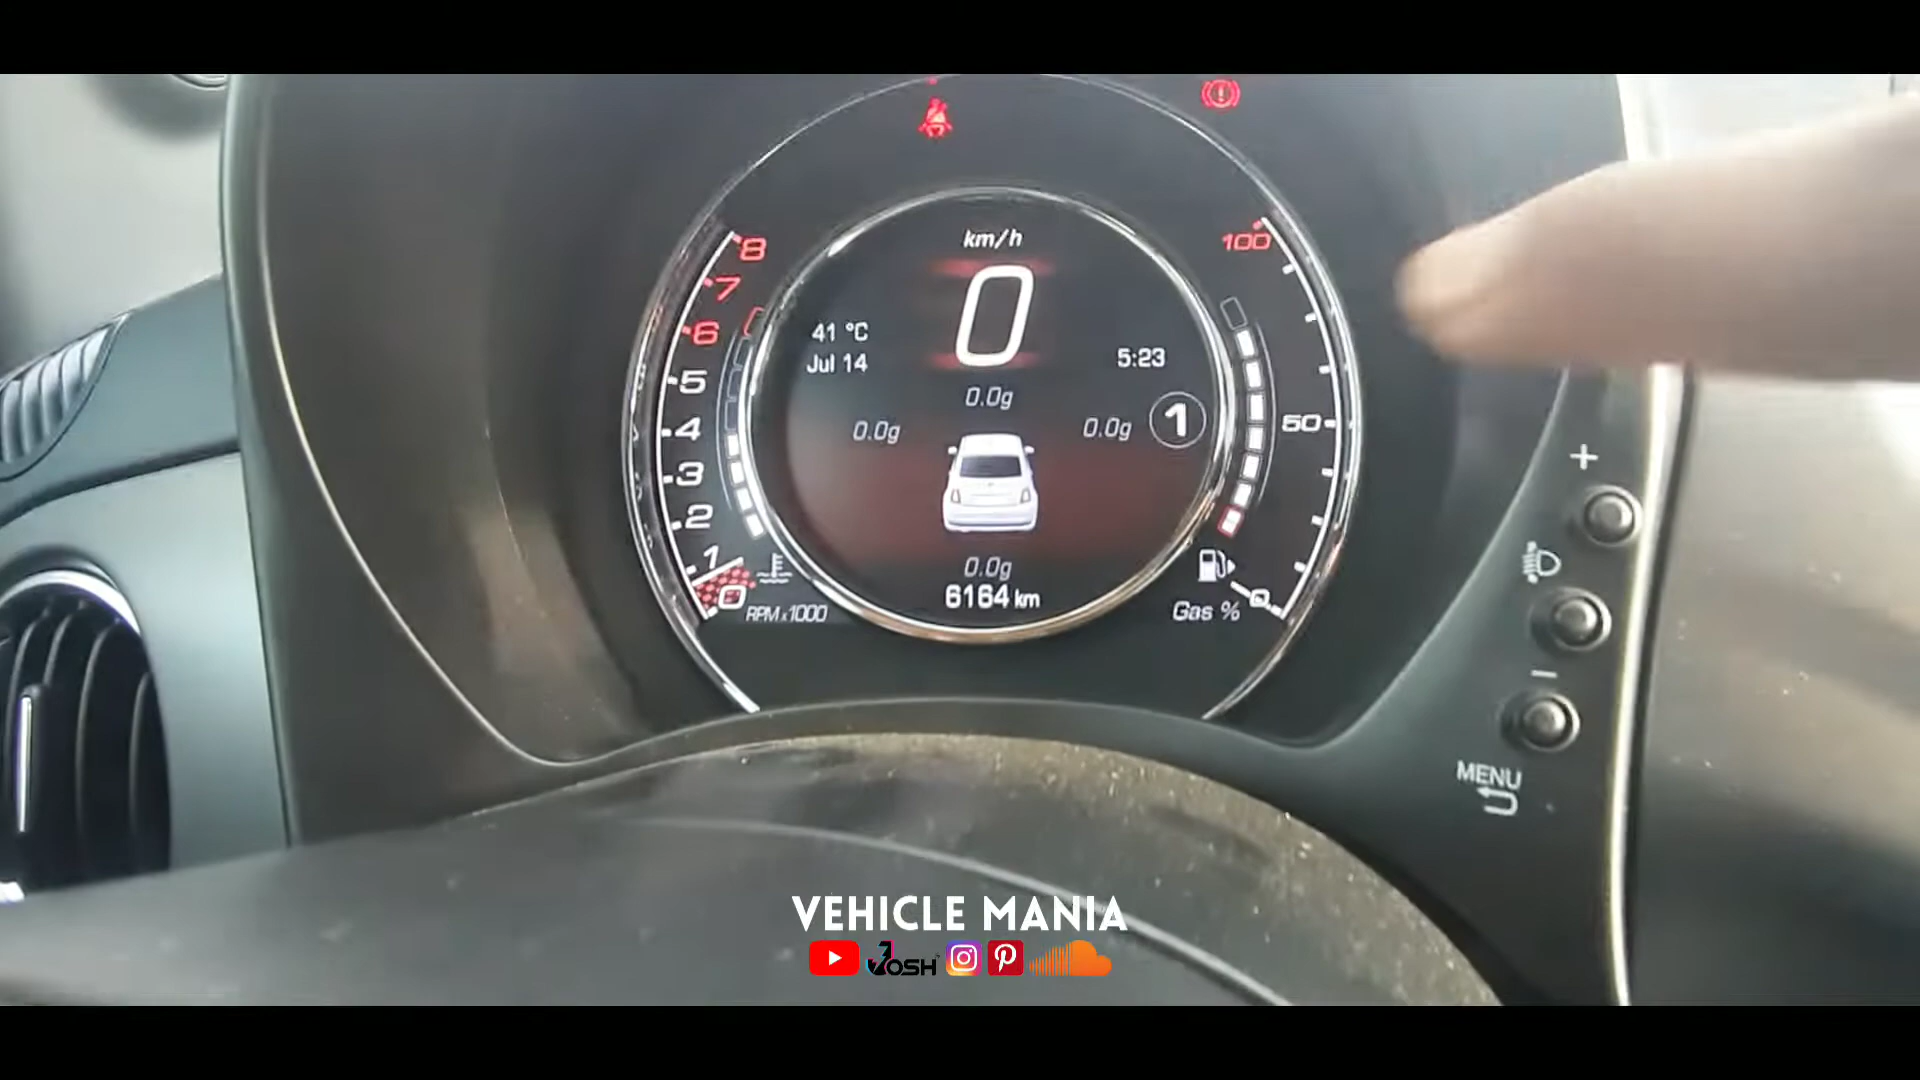 km/h
8
7
6
5
4
3
2
1
0
RPM x1000
0
41 °C
Jul 14
5:23
0.0g
0.0g
0.0g
1
0.0g
6164 km
100
50
0
Gas %
+
−
MENU
VEHICLE MANIA
JOSH